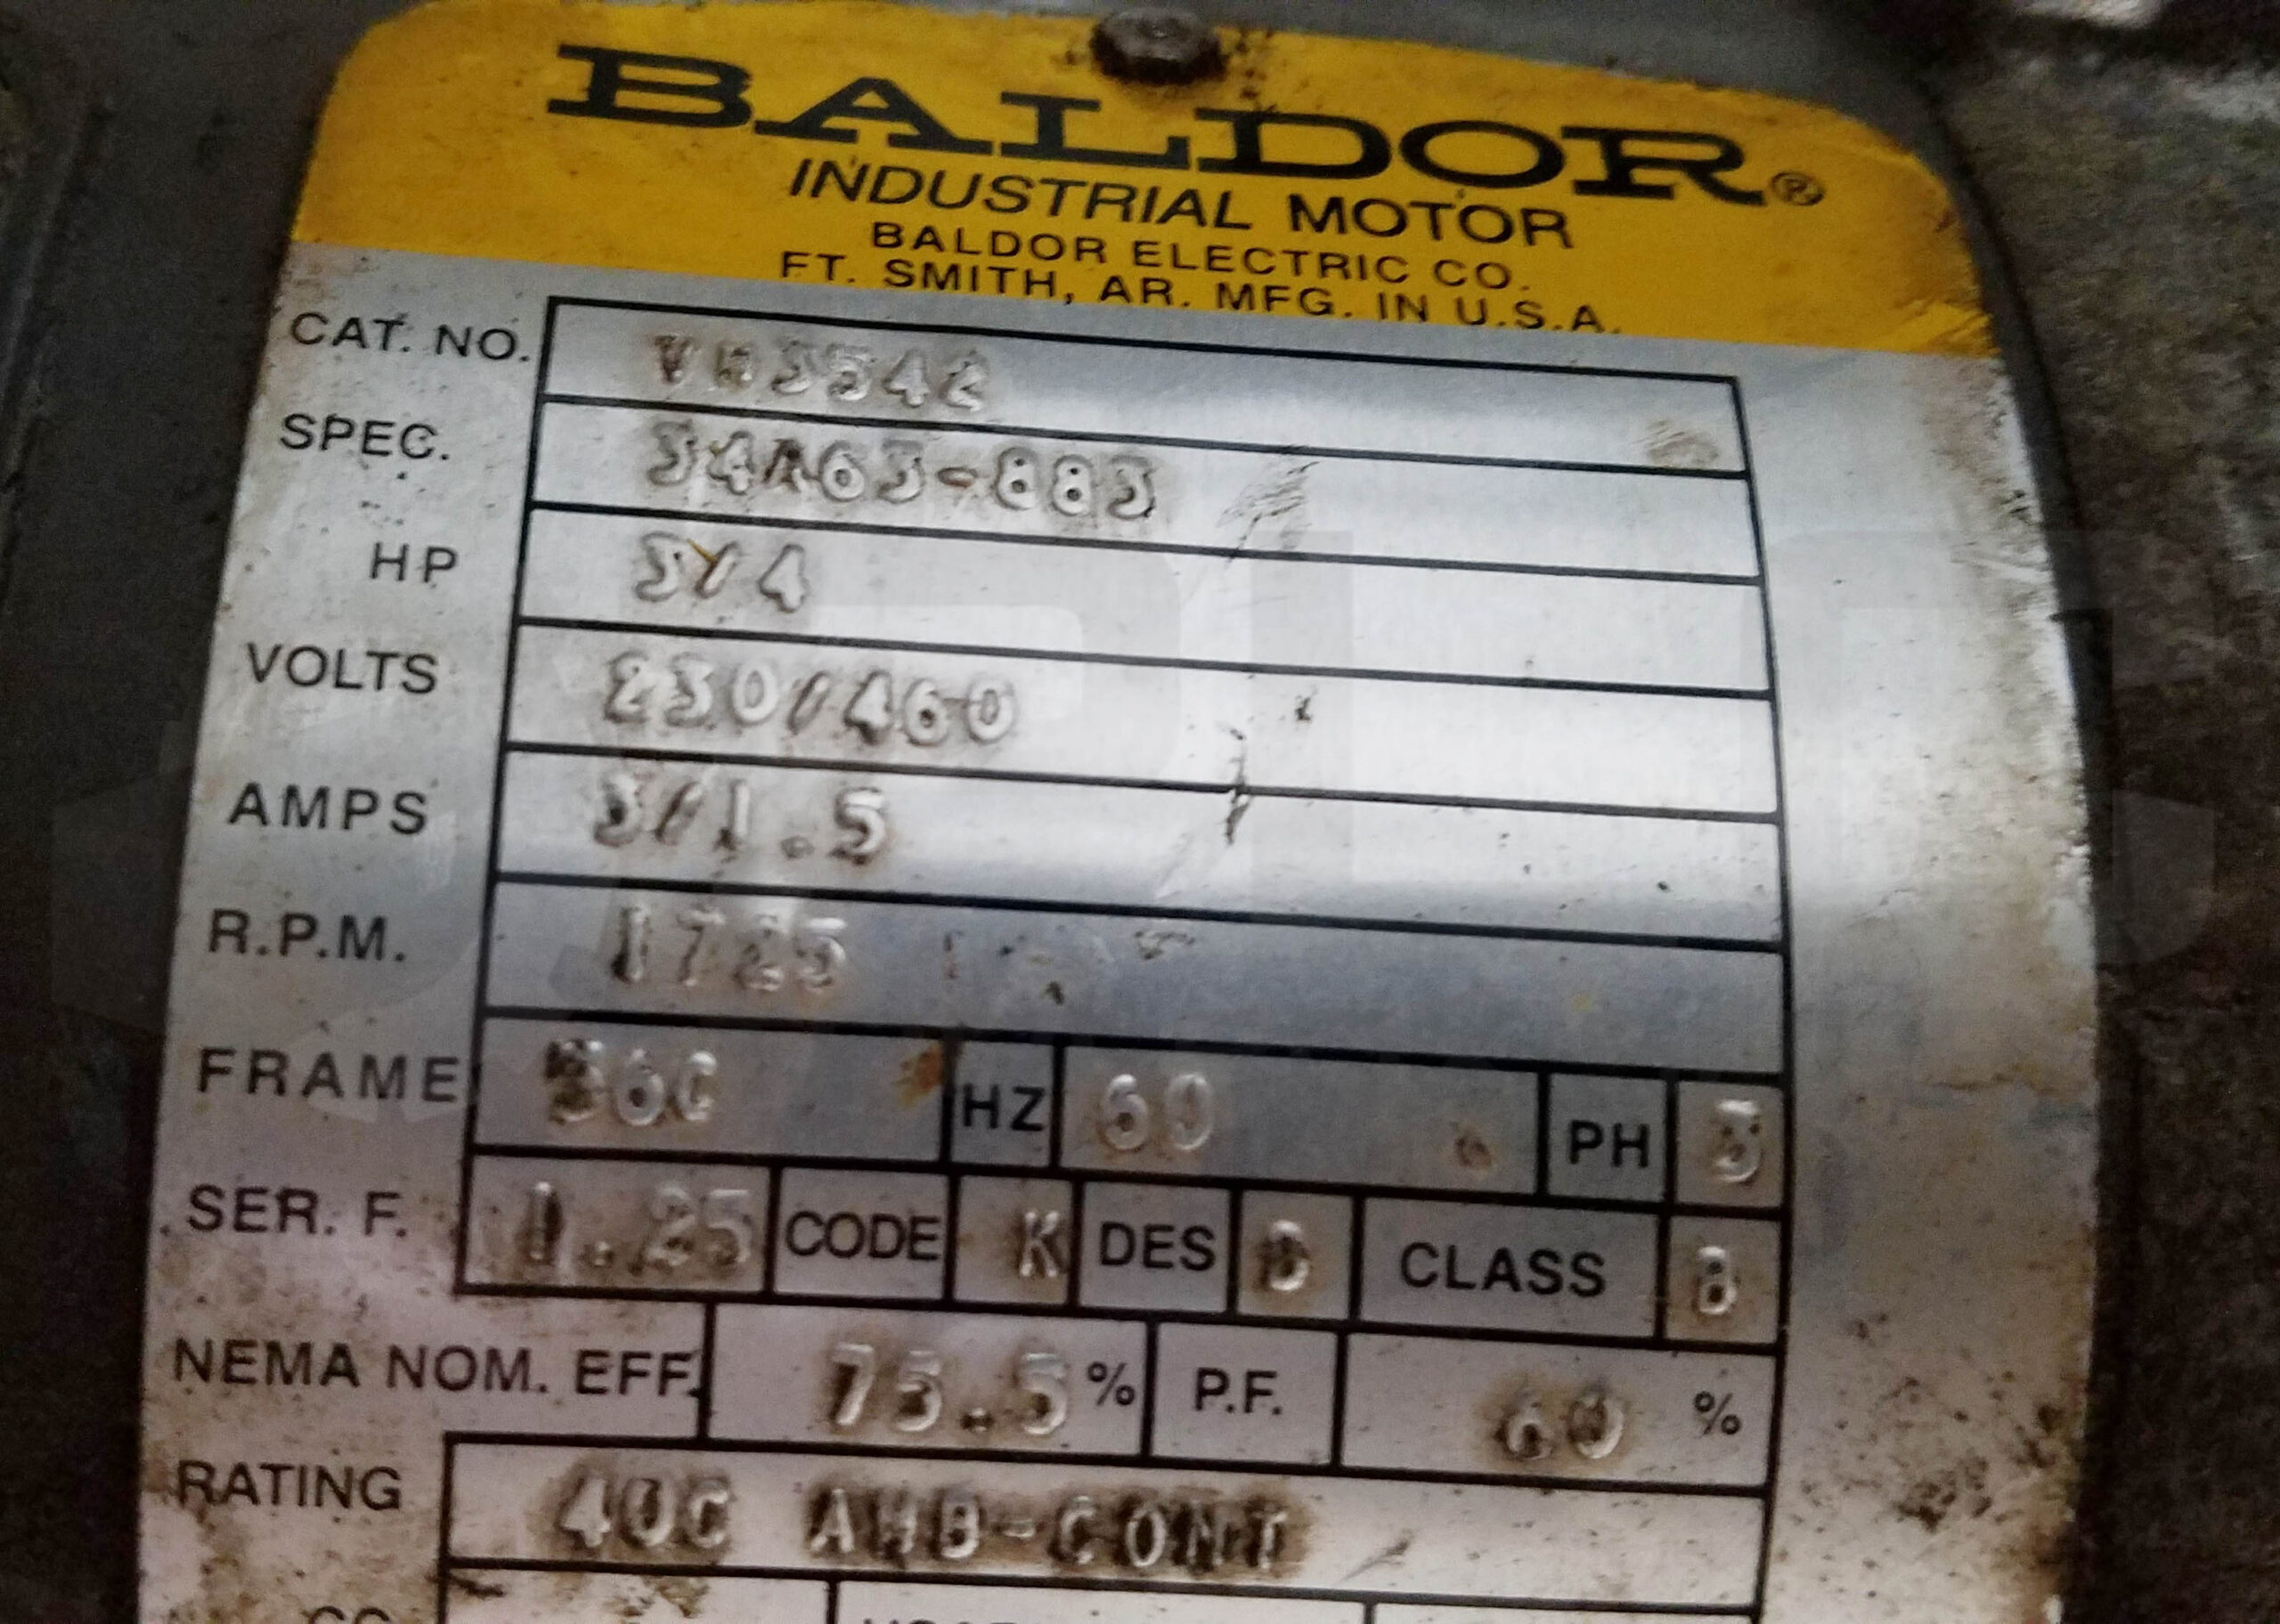 BALDOR®
INDUSTRIAL MOTOR
BALDOR ELECTRIC CO.
FT. SMITH, AR. MFG. IN U.S.A.
CAT. NO. VM3542
SPEC. 34A63-883
HP 3/4
VOLTS 230/460
AMPS 3/1.5
R.P.M. 1725
FRAME 56C HZ 60 PH 3
SER. F. 1.25 CODE K DES CLASS B
NEMA NOM. EFF. 75.5 % P.F. 60 %
RATING 40C AMB-CONT